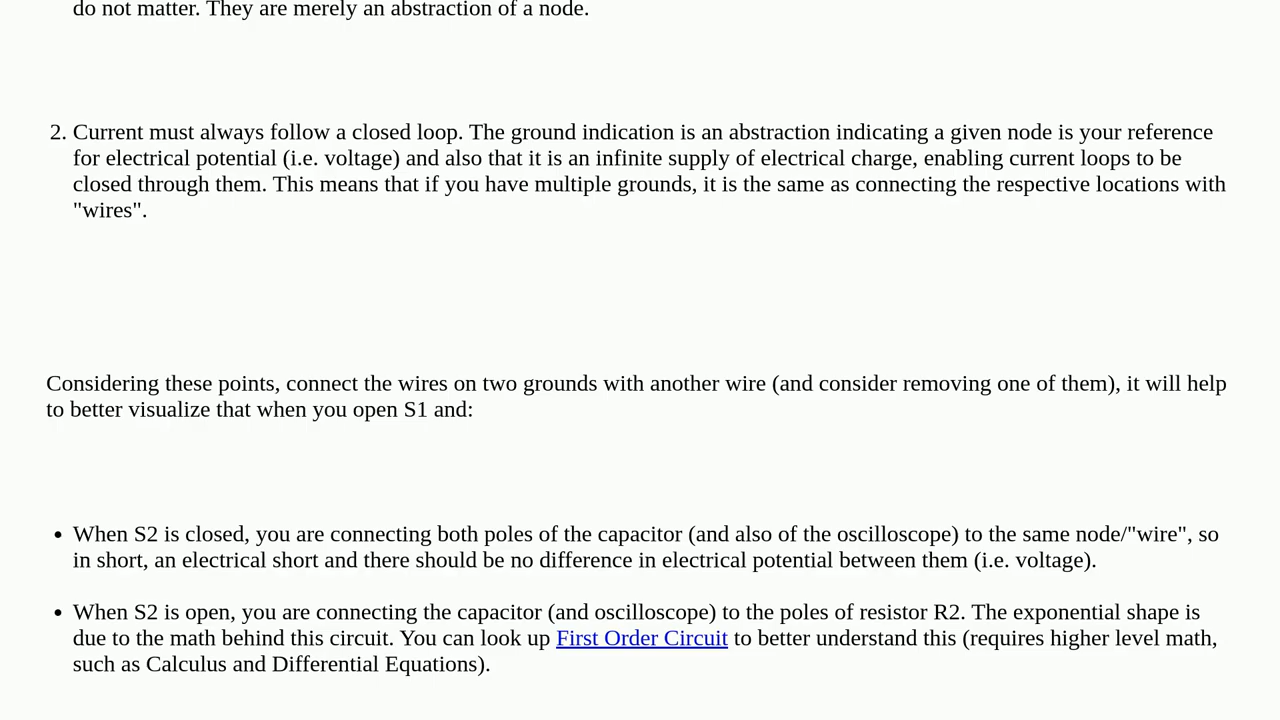 do not matter. They are merely an abstraction of a node.
2. Current must always follow a closed loop. The ground indication is an abstraction indicating a given node is your reference
for electrical potential (i.e. voltage) and also that it is an infinite supply of electrical charge, enabling current loops to be
closed through them. This means that if you have multiple grounds, it is the same as connecting the respective locations with
"wires".
Considering these points, connect the wires on two grounds with another wire (and consider removing one of them), it will help
to better visualize that when you open S1 and:
• When S2 is closed, you are connecting both poles of the capacitor (and also of the oscilloscope) to the same node/"wire", so
in short, an electrical short and there should be no difference in electrical potential between them (i.e. voltage).
• When S2 is open, you are connecting the capacitor (and oscilloscope) to the poles of resistor R2. The exponential shape is
due to the math behind this circuit. You can look up First Order Circuit to better understand this (requires higher level math,
such as Calculus and Differential Equations).